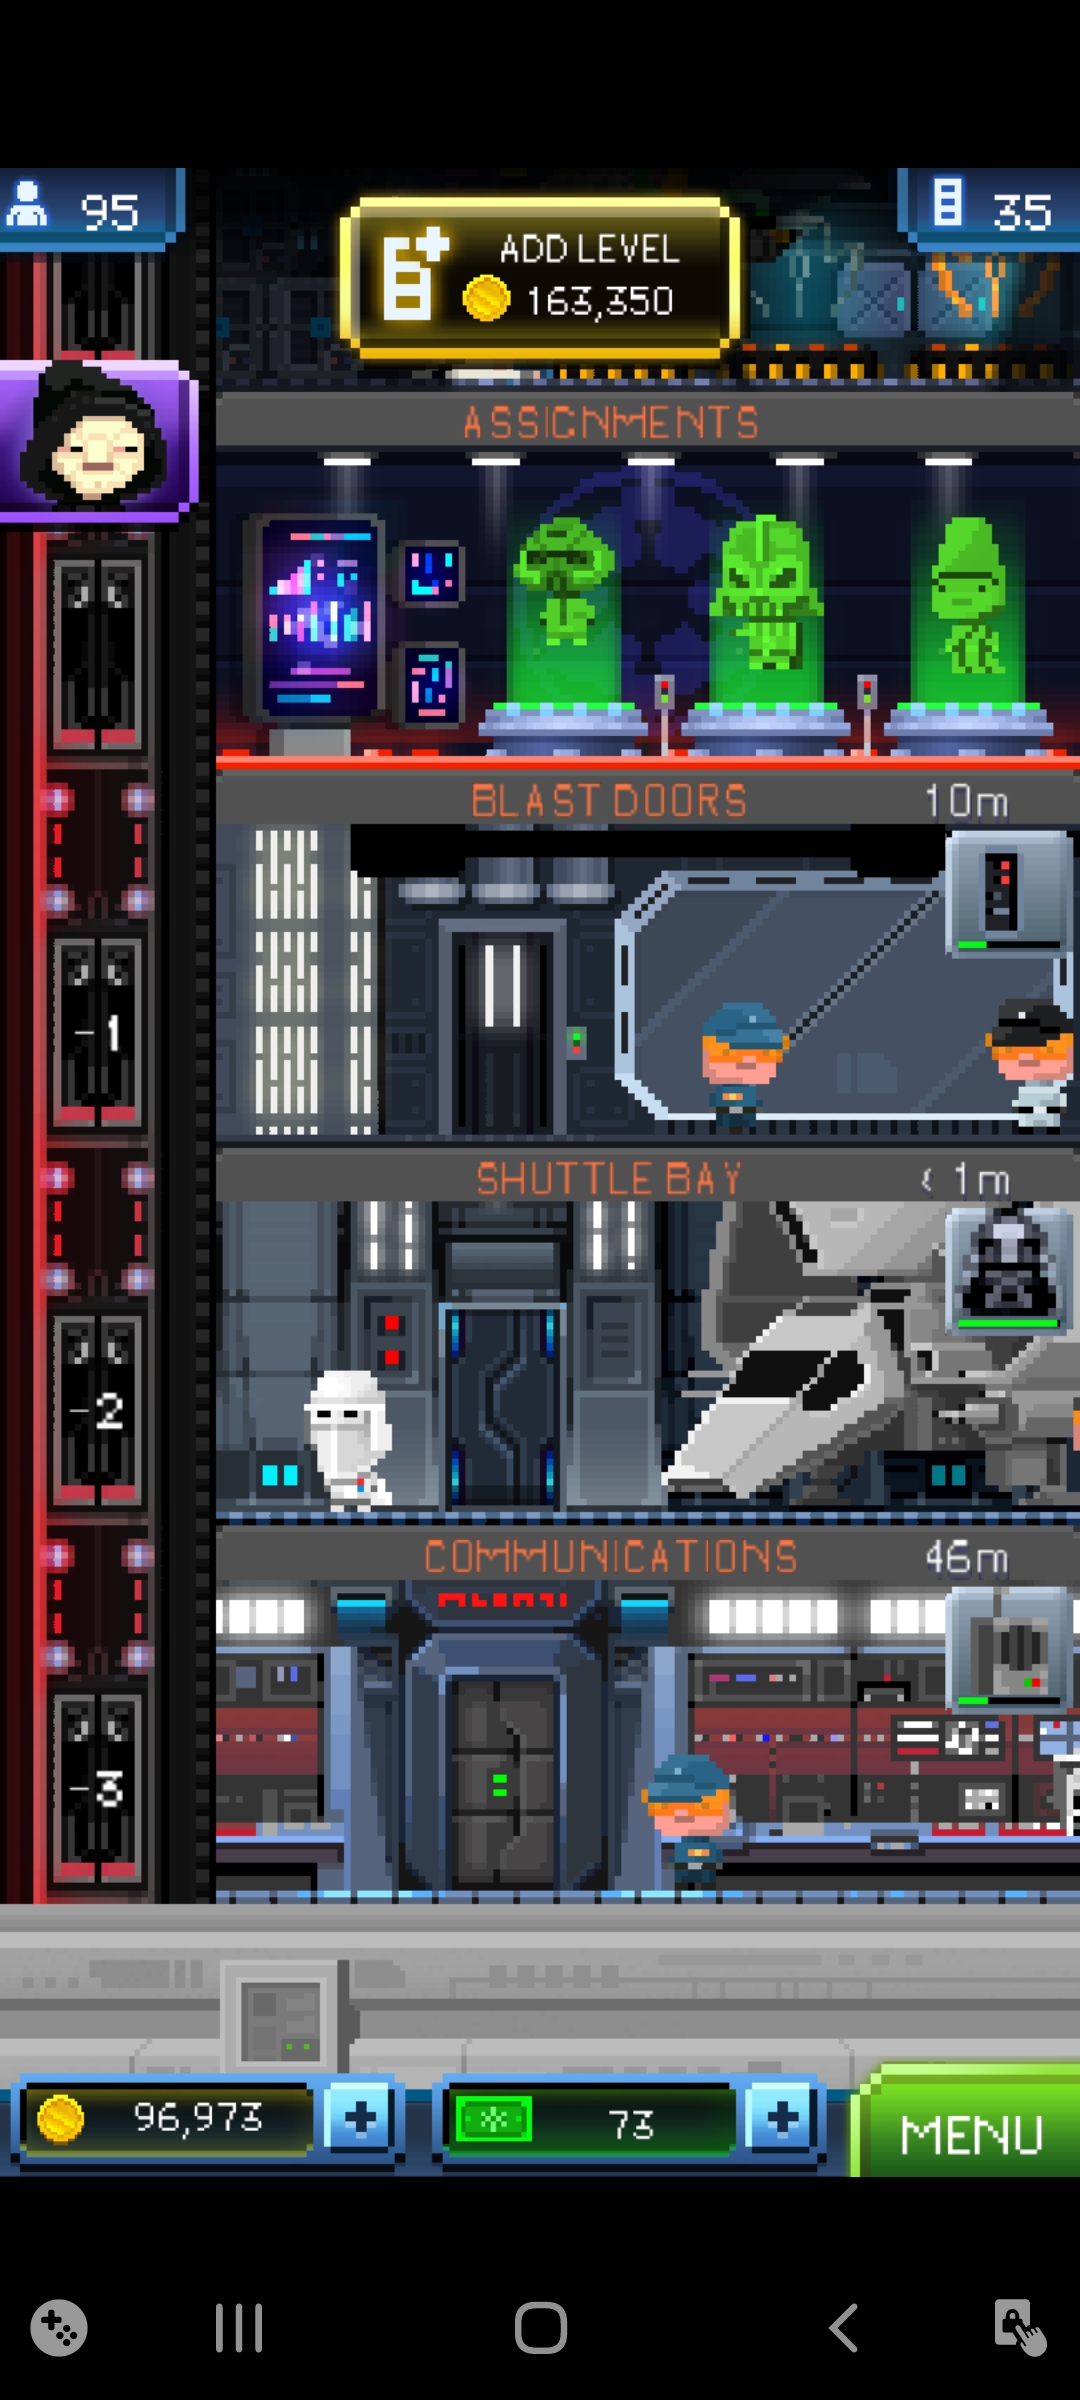 95
35
ADD LEVEL
163,350
ASSIGNMENTS
BLAST DOORS 10m
-1
SHUTTLE BAY < 1m
-2
COMMUNICATIONS 46m
-3
96,973 +
73 +
MENU